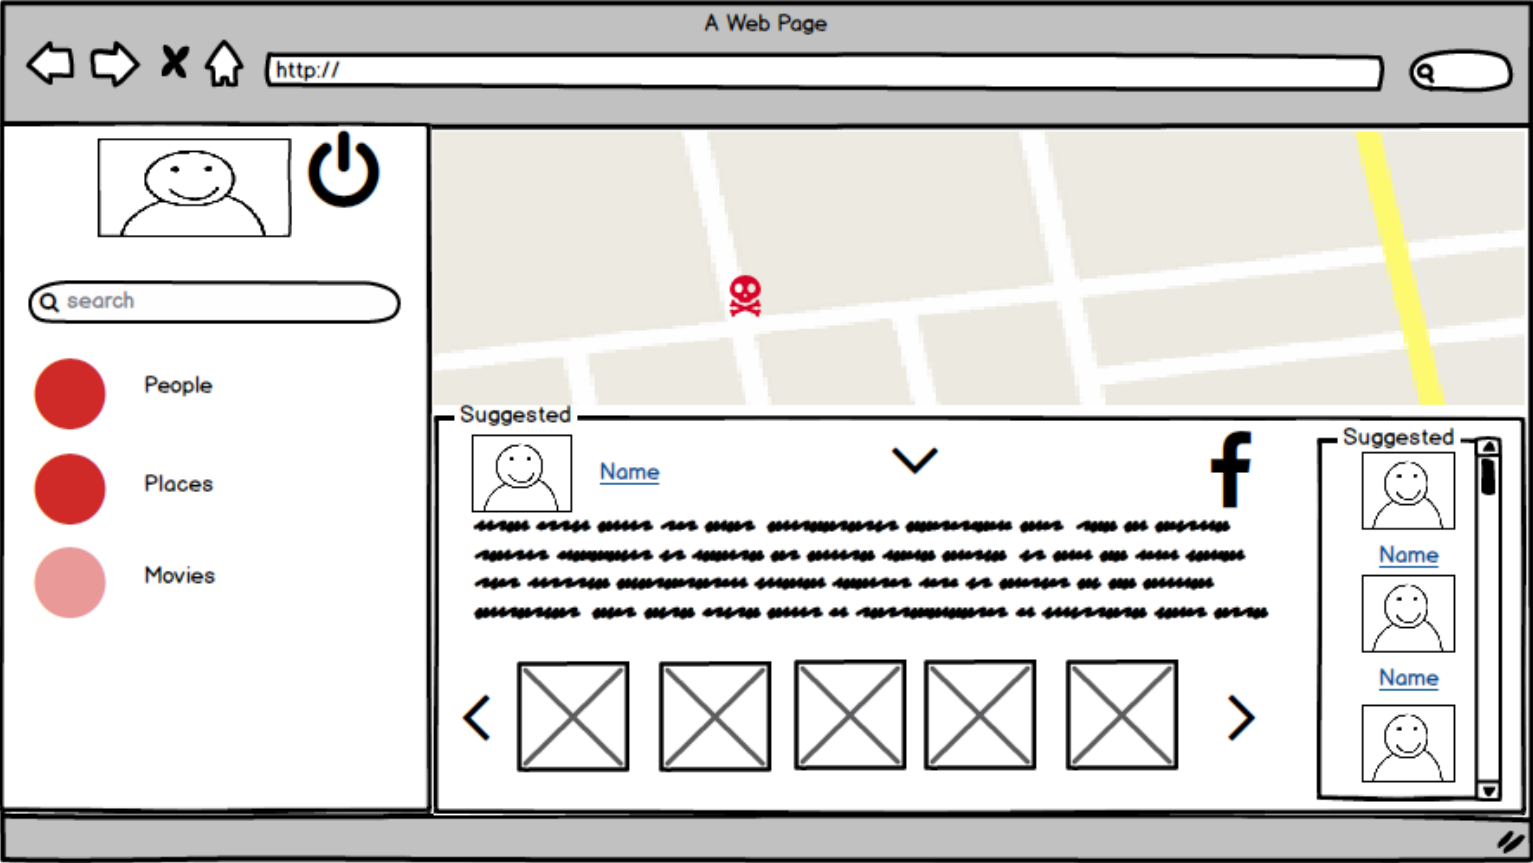 A Web Page
http://
search
People
Places
Movies
Suggested
Name
Suggested
Name
Name